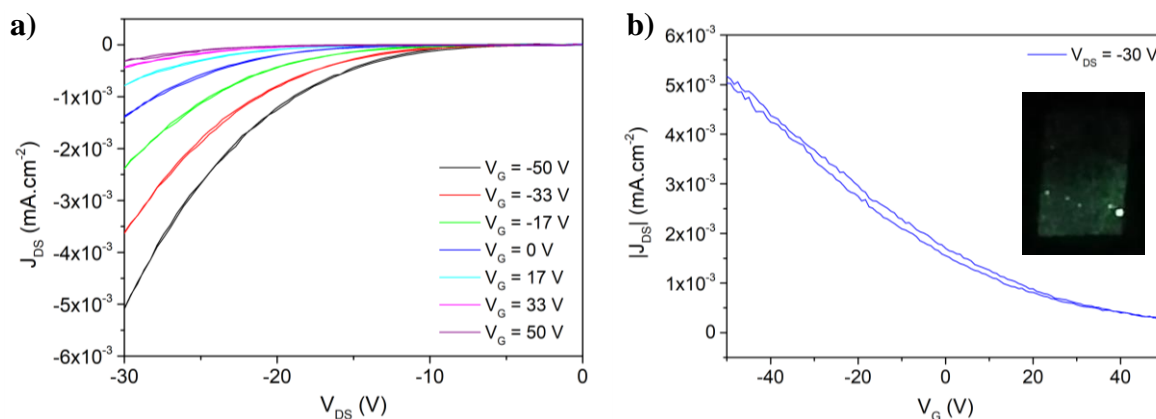 a)
0
-1x10⁻³
-2x10⁻³
-3x10⁻³
-4x10⁻³
-5x10⁻³
-6x10⁻³
J_DS (mA.cm⁻²)
V_G = -50 V
V_G = -33 V
V_G = -17 V
V_G = 0 V
V_G = 17 V
V_G = 33 V
V_G = 50 V
-30 -20 -10 0
V_DS (V)
b)
6x10⁻³
5x10⁻³
4x10⁻³
3x10⁻³
2x10⁻³
1x10⁻³
0
|J_DS| (mA.cm⁻²)
V_DS = -30 V
-40 -20 0 20 40
V_G (V)